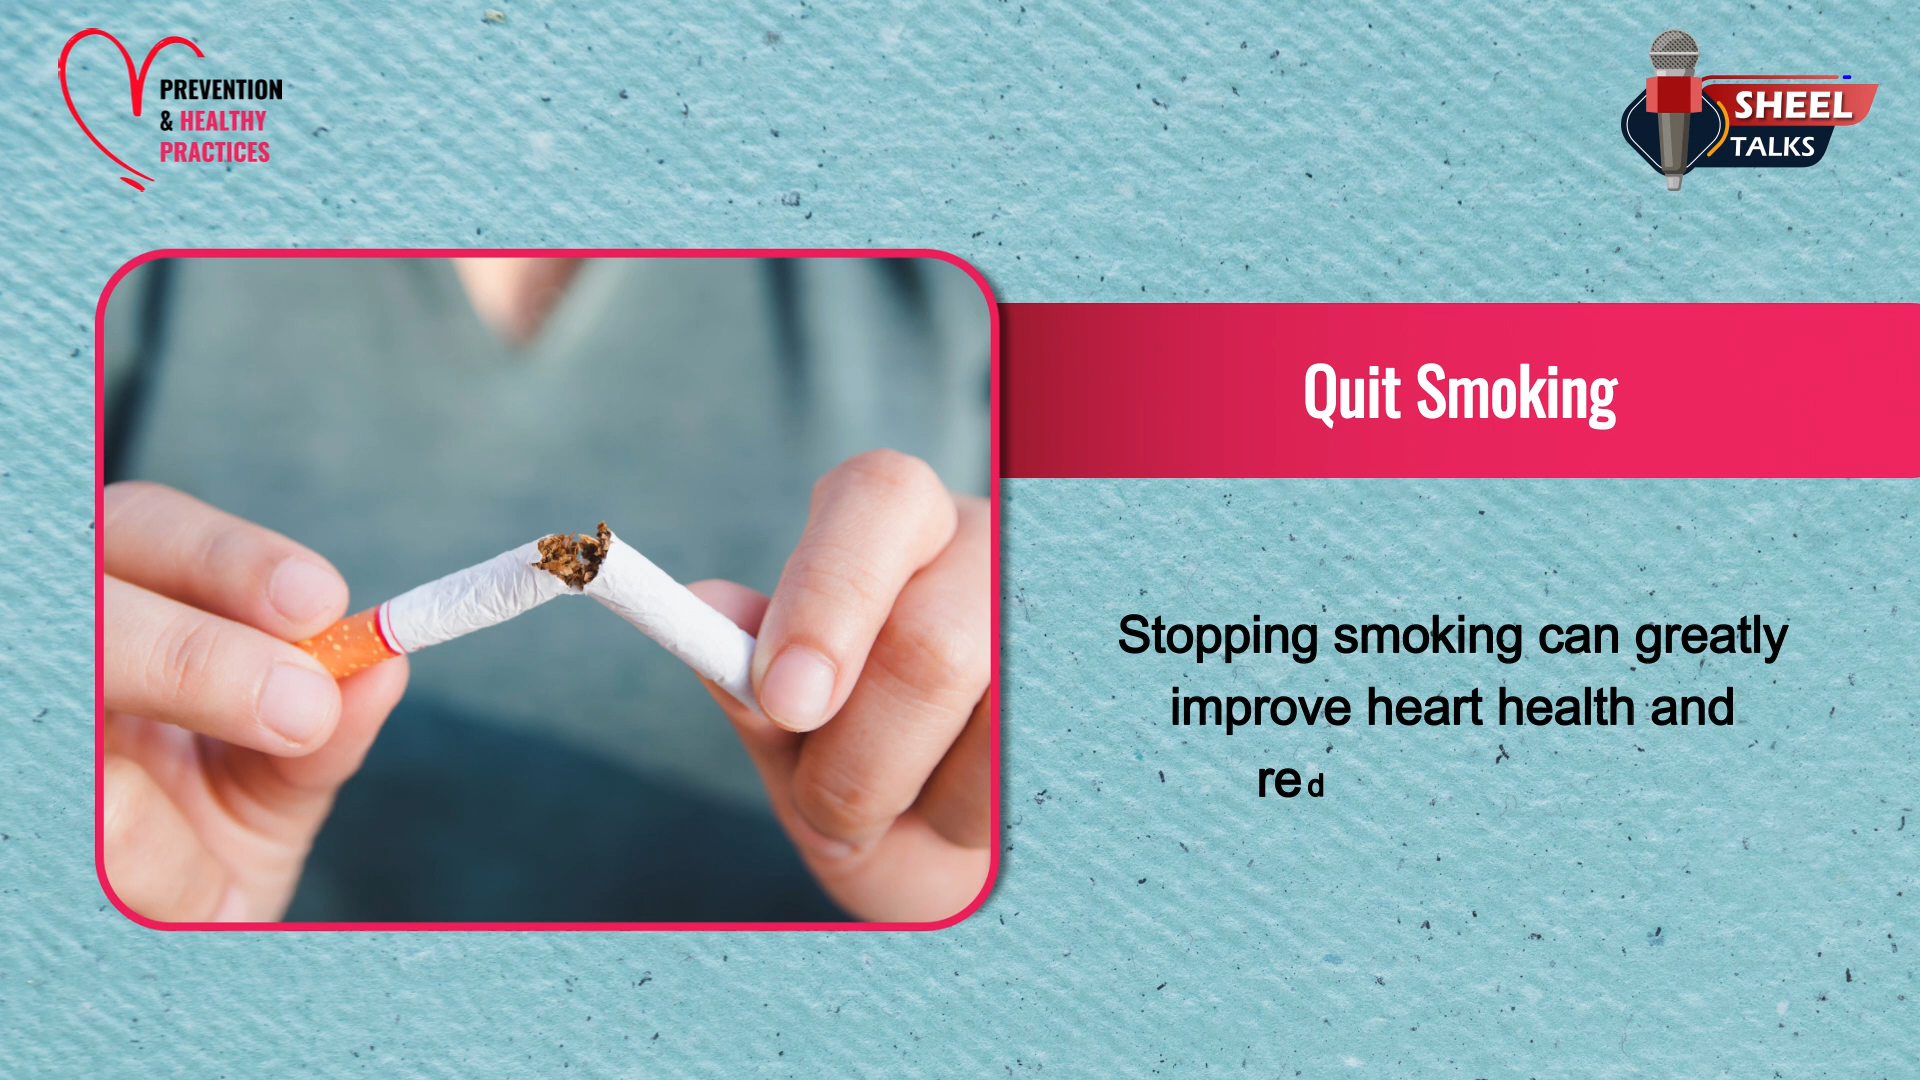 PREVENTION
& HEALTHY
PRACTICES
SHEEL
TALKS
Quit Smoking
Stopping smoking can greatly
improve heart health and
red